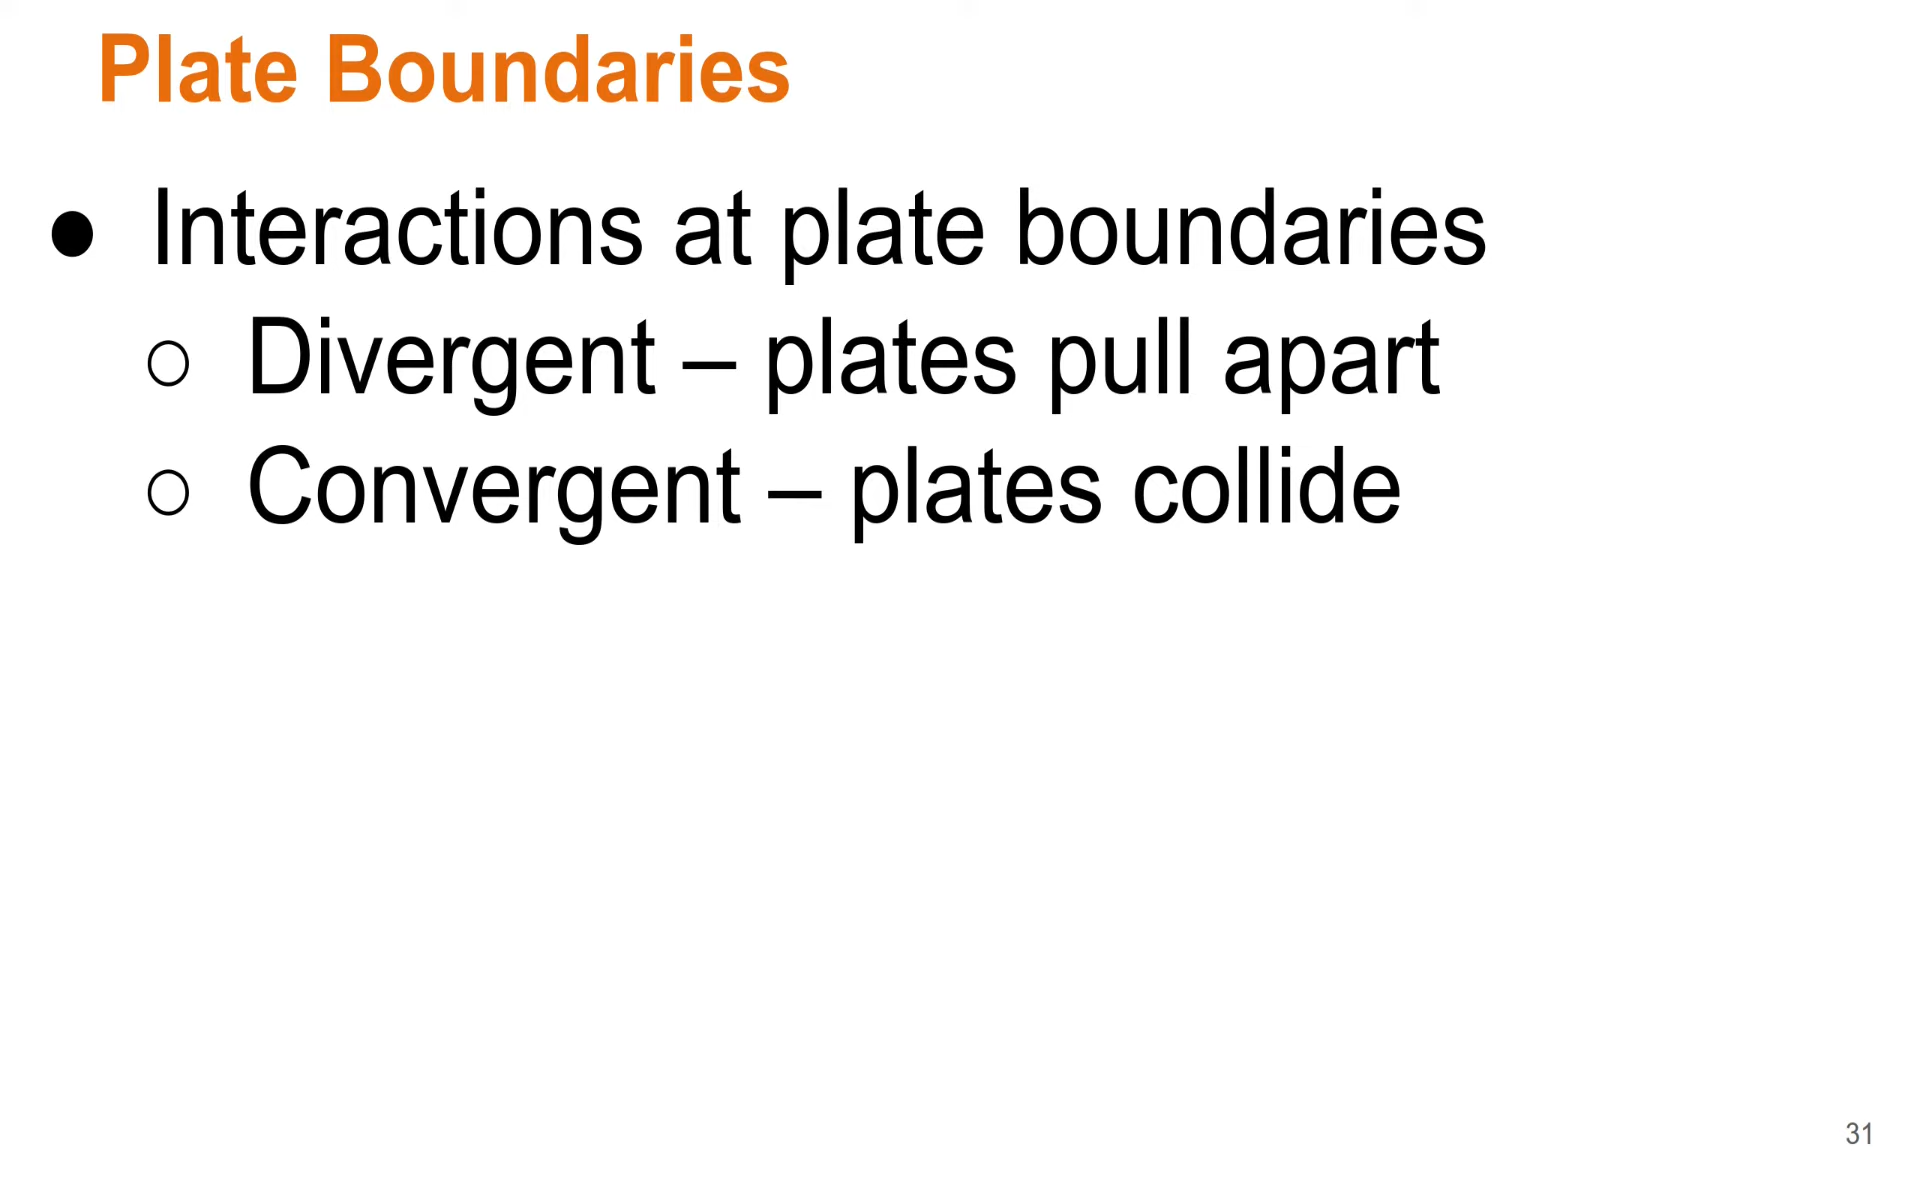 Plate Boundaries
● Interactions at plate boundaries
○ Divergent – plates pull apart
○ Convergent – plates collide
31